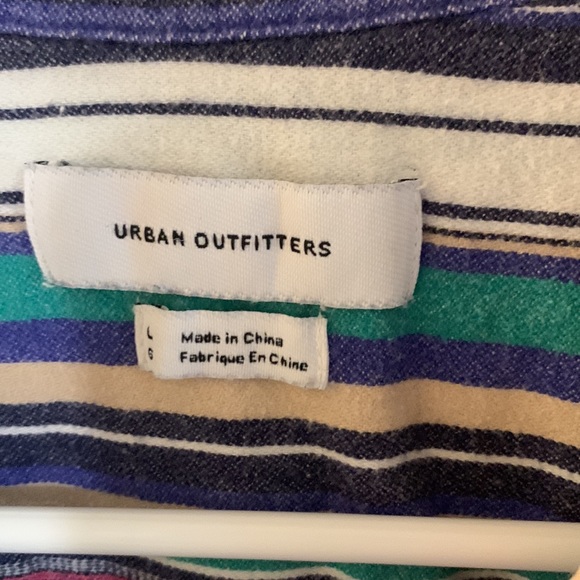 URBAN OUTFITTERS
L
G
Made in China
Fabrique En Chine